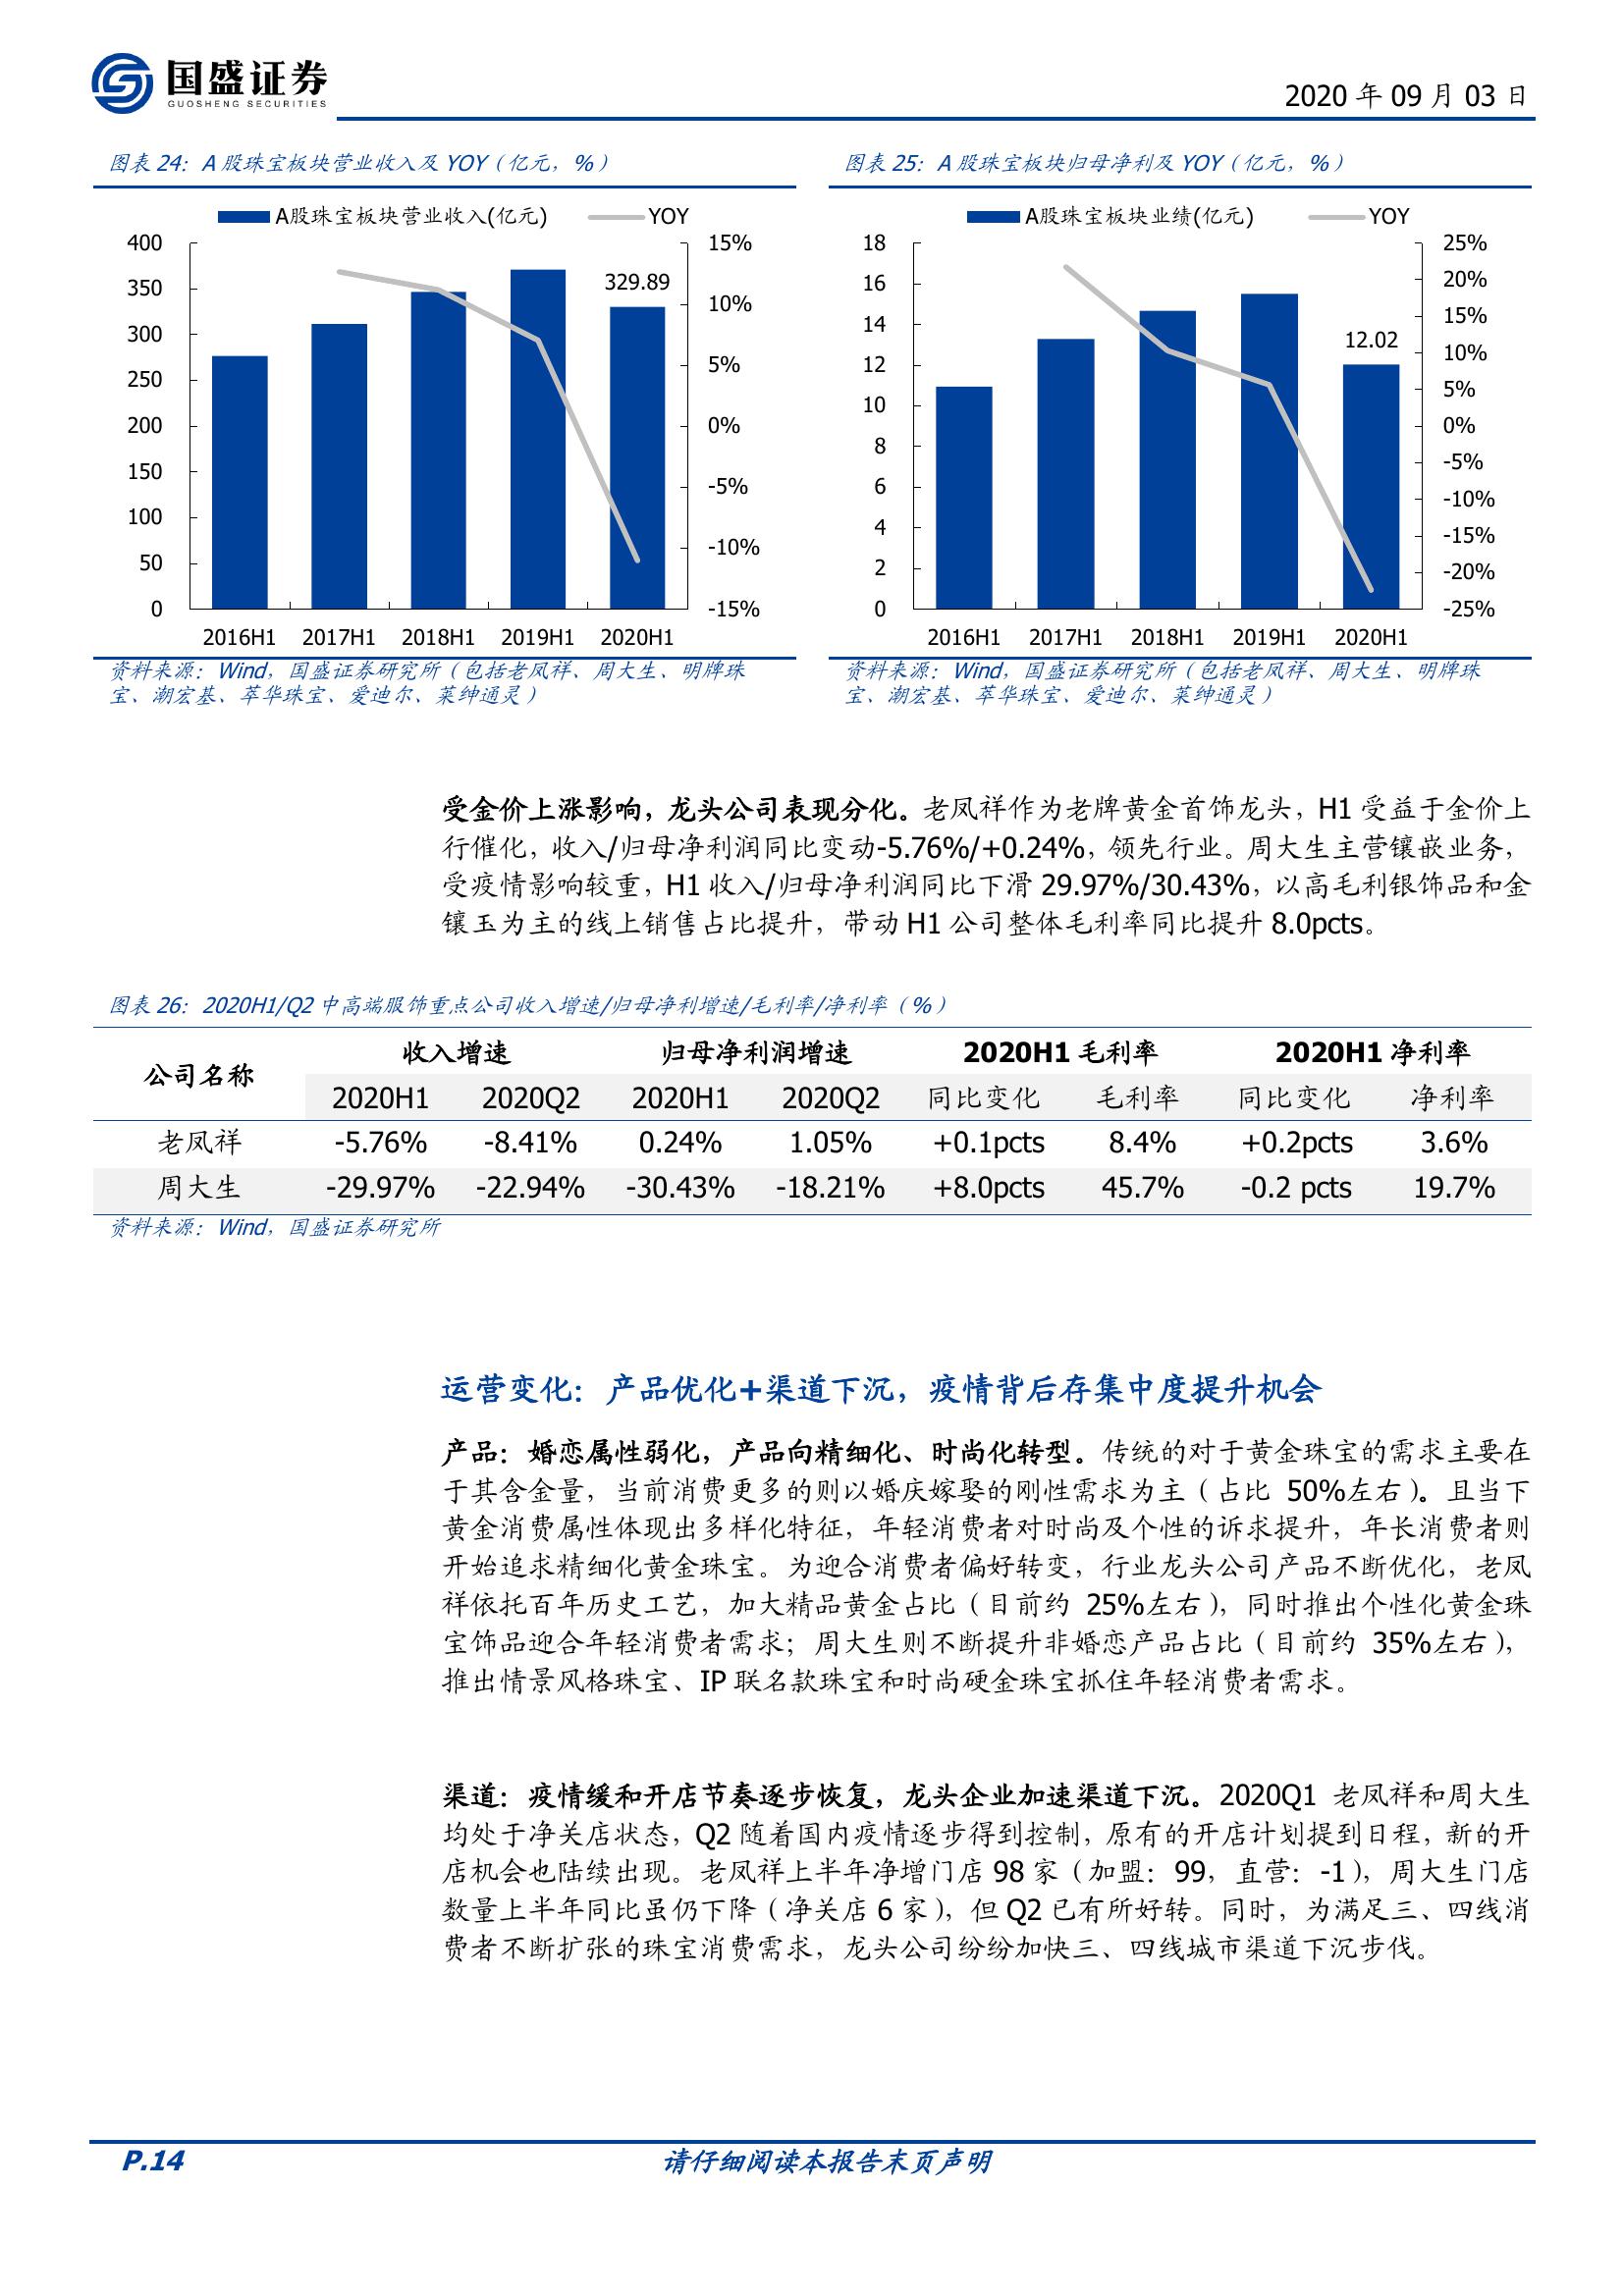 国盛证券
GUOSHENG SECURITIES
2020 年 09 月 03 日
图表 24：A 股珠宝板块营业收入及 YOY（亿元，%）
A股珠宝板块营业收入(亿元) YOY
400
350
300
250
200
150
100
50
0
15%
10%
5%
0%
-5%
-10%
-15%
329.89
2016H1 2017H1 2018H1 2019H1 2020H1
资料来源：Wind，国盛证券研究所（包括老凤祥、周大生、明牌珠
宝、潮宏基、萃华珠宝、爱迪尔、莱绅通灵）
图表 25：A 股珠宝板块归母净利及 YOY（亿元，%）
A股珠宝板块业绩(亿元) YOY
18
16
14
12
10
8
6
4
2
0
25%
20%
15%
10%
5%
0%
-5%
-10%
-15%
-20%
-25%
12.02
2016H1 2017H1 2018H1 2019H1 2020H1
资料来源：Wind，国盛证券研究所（包括老凤祥、周大生、明牌珠
宝、潮宏基、萃华珠宝、爱迪尔、莱绅通灵）
受金价上涨影响，龙头公司表现分化。老凤祥作为老牌黄金首饰龙头，H1 受益于金价上
行催化，收入/归母净利润同比变动-5.76%/+0.24%，领先行业。周大生主营镶嵌业务，
受疫情影响较重，H1 收入/归母净利润同比下滑 29.97%/30.43%，以高毛利银饰品和金
镶玉为主的线上销售占比提升，带动 H1 公司整体毛利率同比提升 8.0pcts。
图表 26：2020H1/Q2 中高端服饰重点公司收入增速/归母净利增速/毛利率/净利率（%）
公司名称 收入增速 归母净利润增速 2020H1 毛利率 2020H1 净利率
2020H1 2020Q2 2020H1 2020Q2 同比变化 毛利率 同比变化 净利率
老凤祥 -5.76% -8.41% 0.24% 1.05% +0.1pcts 8.4% +0.2pcts 3.6%
周大生 -29.97% -22.94% -30.43% -18.21% +8.0pcts 45.7% -0.2 pcts 19.7%
资料来源：Wind，国盛证券研究所
运营变化：产品优化+渠道下沉，疫情背后存集中度提升机会
产品：婚恋属性弱化，产品向精细化、时尚化转型。传统的对于黄金珠宝的需求主要在
于其含金量，当前消费更多的则以婚庆嫁娶的刚性需求为主（占比 50%左右）。且当下
黄金消费属性体现出多样化特征，年轻消费者对时尚及个性的诉求提升，年长消费者则
开始追求精细化黄金珠宝。为迎合消费者偏好转变，行业龙头公司产品不断优化，老凤
祥依托百年历史工艺，加大精品黄金占比（目前约 25%左右），同时推出个性化黄金珠
宝饰品迎合年轻消费者需求；周大生则不断提升非婚恋产品占比（目前约 35%左右），
推出情景风格珠宝、IP 联名款珠宝和时尚硬金珠宝抓住年轻消费者需求。
渠道：疫情缓和开店节奏逐步恢复，龙头企业加速渠道下沉。2020Q1 老凤祥和周大生
均处于净关店状态，Q2 随着国内疫情逐步得到控制，原有的开店计划提到日程，新的开
店机会也陆续出现。老凤祥上半年净增门店 98 家（加盟：99，直营：-1），周大生门店
数量上半年同比虽仍下降（净关店 6 家），但 Q2 已有所好转。同时，为满足三、四线消
费者不断扩张的珠宝消费需求，龙头公司纷纷加快三、四线城市渠道下沉步伐。
P.14 请仔细阅读本报告末页声明